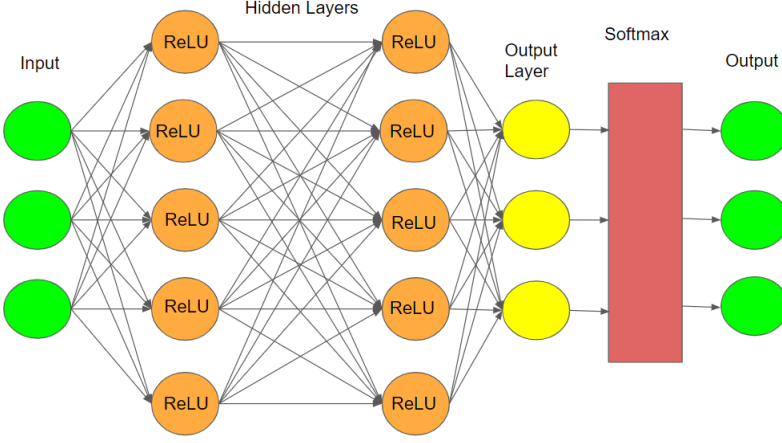 Hidden Layers
Input
Output
Layer
Softmax
Output
ReLU
ReLU
ReLU
ReLU
ReLU
ReLU
ReLU
ReLU
ReLU
ReLU